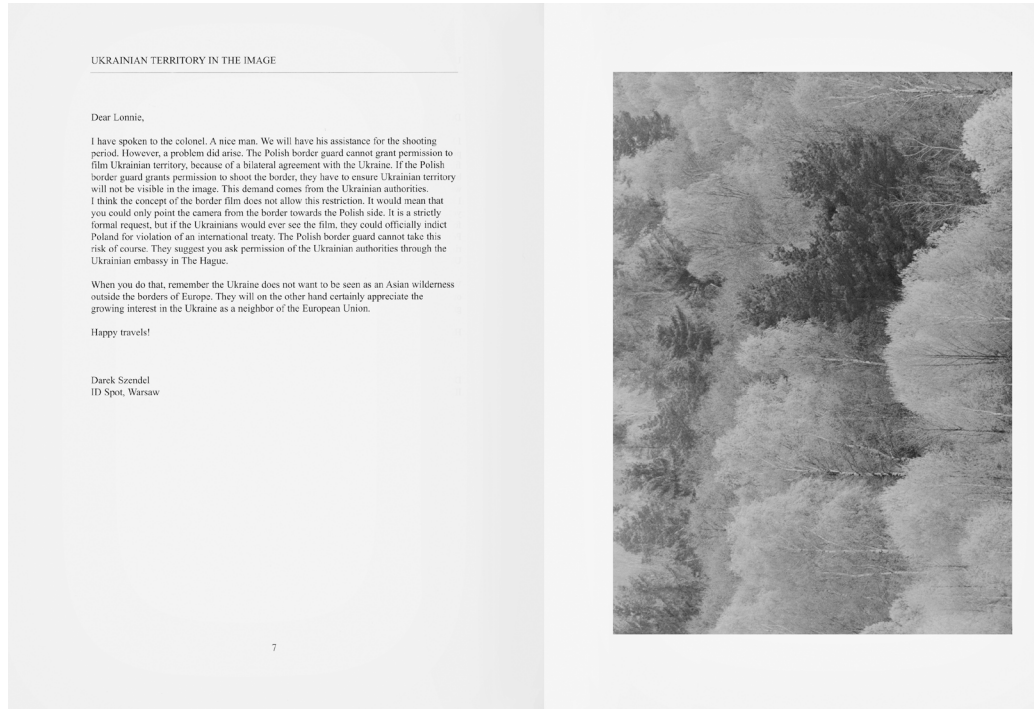 UKRAINIAN TERRITORY IN THE IMAGE
Dear Lonnie,
I have spoken to the colonel. A nice man. We will have his assistance for the shooting
period. However, a problem did arise. The Polish border guard cannot grant permission to
film Ukrainian territory, because of a bilateral agreement with the Ukraine. If the Polish
border guard grants permission to shoot the border, they have to ensure Ukrainian territory
will not be visible in the image. This demand comes from the Ukrainian authorities.
I think the concept of the border film does not allow this restriction. It would mean that
you could only point the camera from the border towards the Polish side. It is a strictly
formal request, but if the Ukrainians would ever see the film, they could officially indict
Poland for violation of an international treaty. The Polish border guard cannot take this
risk of course. They suggest you ask permission of the Ukrainian authorities through the
Ukrainian embassy in The Hague.
When you do that, remember the Ukraine does not want to be seen as an Asian wilderness
outside the borders of Europe. They will on the other hand certainly appreciate the
growing interest in the Ukraine as a neighbor of the European Union.
Happy travels!
Darek Szendel
ID Spot, Warsaw
7